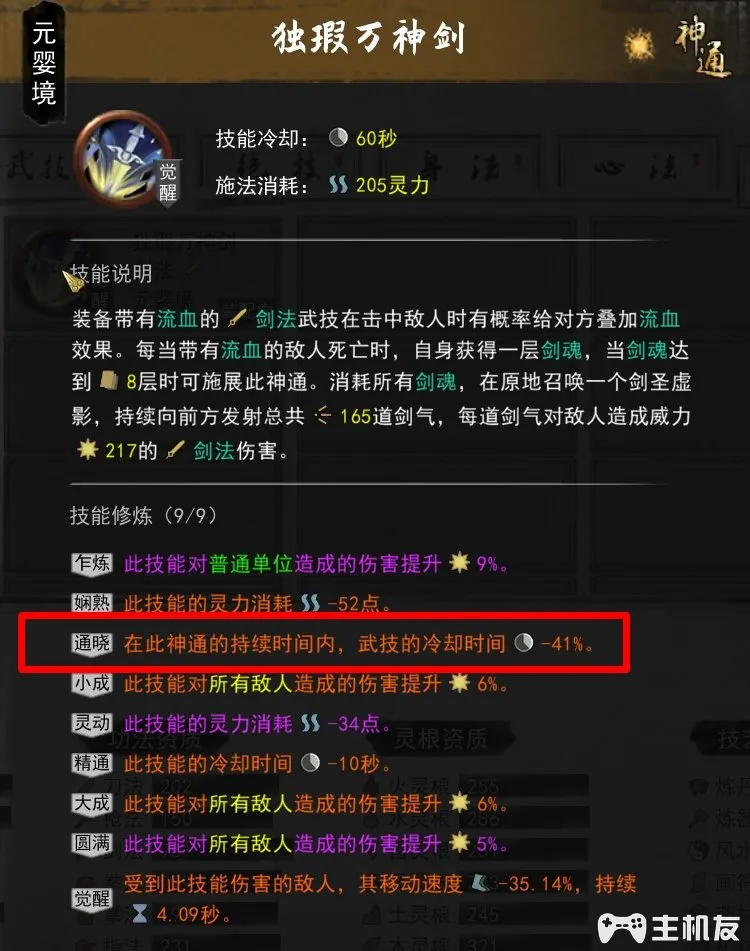 元婴境
独瑕万神剑
神通
技能冷却: 60秒
觉醒
施法消耗: 205灵力
技能说明
装备带有流血的 剑法武技在击中敌人时有概率给对方叠加流血
效果。每当带有流血的敌人死亡时，自身获得一层剑魂，当剑魂达
到 8层时可施展此神通。消耗所有剑魂，在原地召唤一个剑圣虚
影，持续向前方发射总共 165道剑气，每道剑气对敌人造成威力
217的 剑法伤害。
技能修炼（9/9）
乍炼 此技能对普通单位造成的伤害提升 9%。
娴熟 此技能的灵力消耗 -52点。
通晓 在此神通的持续时间内，武技的冷却时间 -41%。
小成 此技能对所有敌人造成的伤害提升 6%。
灵动 此技能的灵力消耗 -34点。
精通 此技能的冷却时间 -10秒。
大成 此技能对所有敌人造成的伤害提升 6%。
圆满 此技能对所有敌人造成的伤害提升 5%。
觉醒 受到此技能伤害的敌人，其移动速度 -35.14%，持续
4.09秒。
功法资质
灵根资质
土灵根 245
主机友